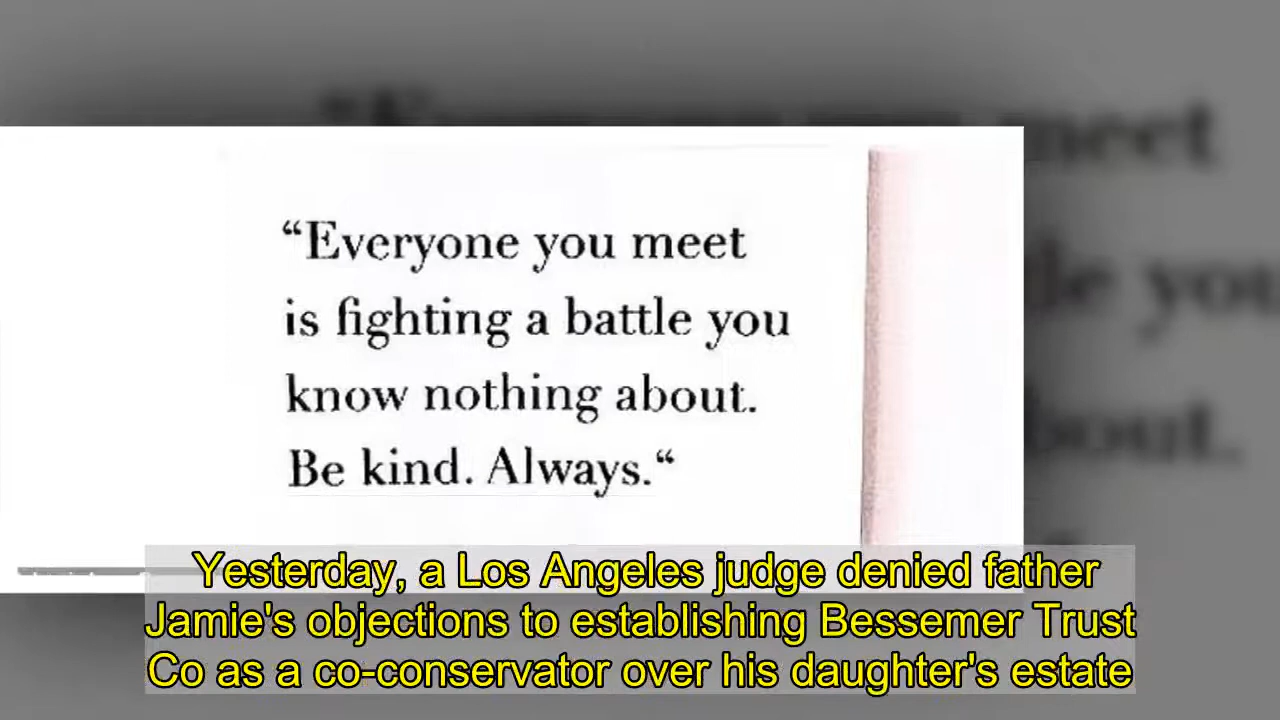 “Everyone you meet
is fighting a battle you
know nothing about.
Be kind. Always.“
Yesterday, a Los Angeles judge denied father
Jamie's objections to establishing Bessemer Trust
Co as a co-conservator over his daughter's estate